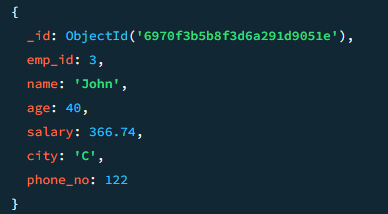 {
_id: ObjectId('6970f3b5b8f3d6a291d9051e'),
emp_id: 3,
name: 'John',
age: 40,
salary: 366.74,
city: 'C',
phone_no: 122
}